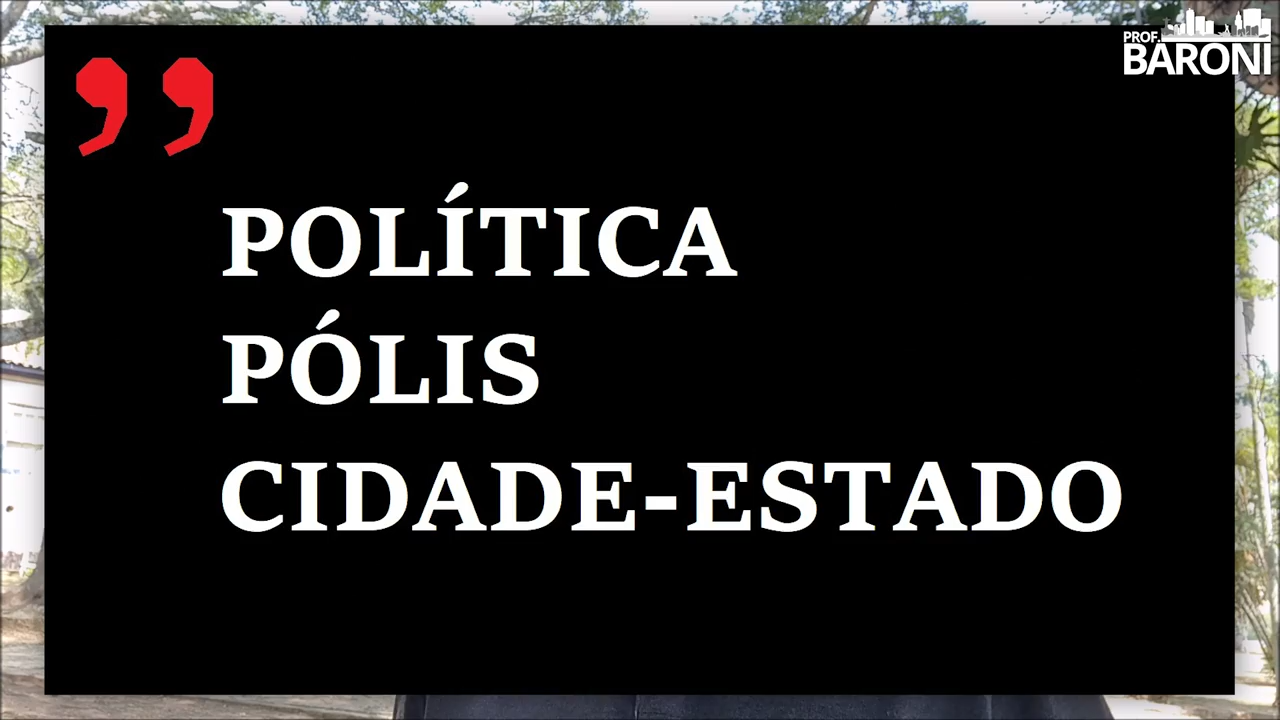 PROF.
BARONI
”
POLÍTICA
PÓLIS
CIDADE-ESTADO